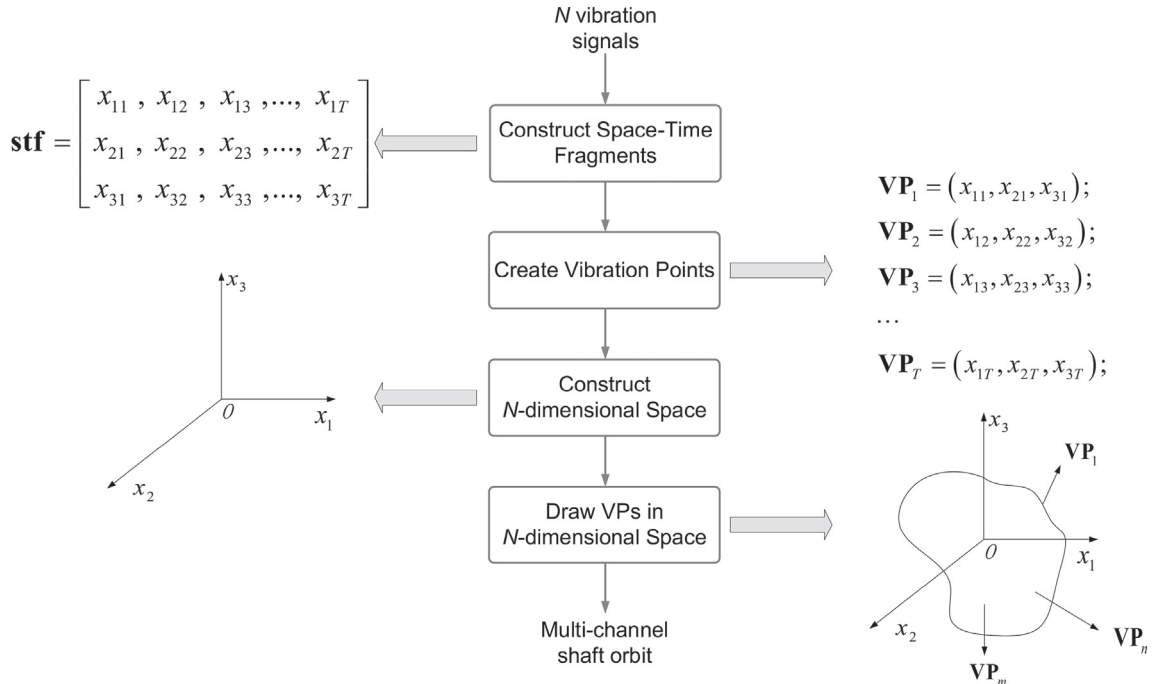 N vibration
signals
Construct Space-Time
Fragments
stf = [ x₁₁ , x₁₂ , x₁₃ ,..., x₁T
x₂₁ , x₂₂ , x₂₃ ,..., x₂T
x₃₁ , x₃₂ , x₃₃ ,..., x₃T ]
Create Vibration Points
VP₁ = (x₁₁, x₂₁, x₃₁);
VP₂ = (x₁₂, x₂₂, x₃₂);
VP₃ = (x₁₃, x₂₃, x₃₃);
...
VP_T = (x₁T, x₂T, x₃T);
Construct
N-dimensional Space
x₃
O
x₁
x₂
Draw VPs in
N-dimensional Space
x₃
VP₁
O
x₁
x₂
VPₙ
VPₘ
Multi-channel
shaft orbit